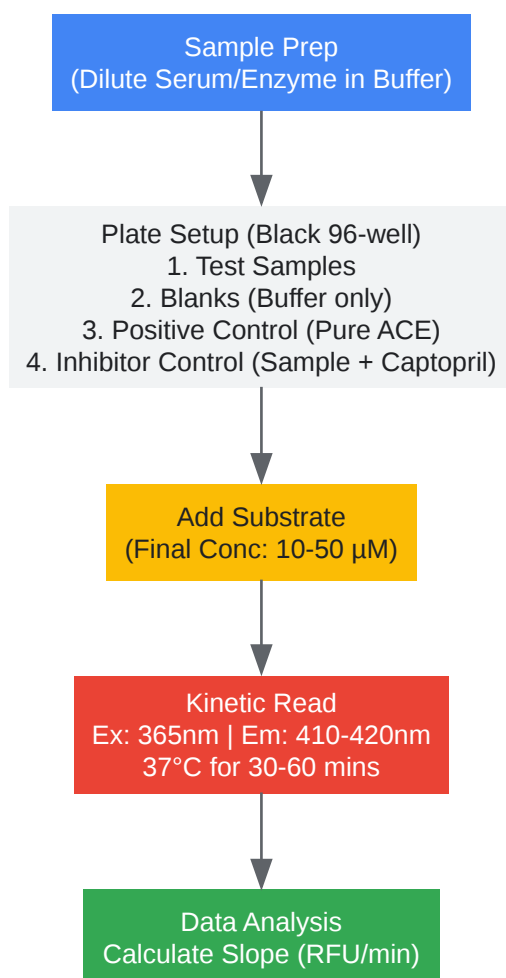 Sample Prep
(Dilute Serum/Enzyme in Buffer)
Plate Setup (Black 96-well)
1. Test Samples
2. Blanks (Buffer only)
3. Positive Control (Pure ACE)
4. Inhibitor Control (Sample + Captopril)
Add Substrate
(Final Conc: 10-50 µM)
Kinetic Read
Ex: 365nm | Em: 410-420nm
37°C for 30-60 mins
Data Analysis
Calculate Slope (RFU/min)